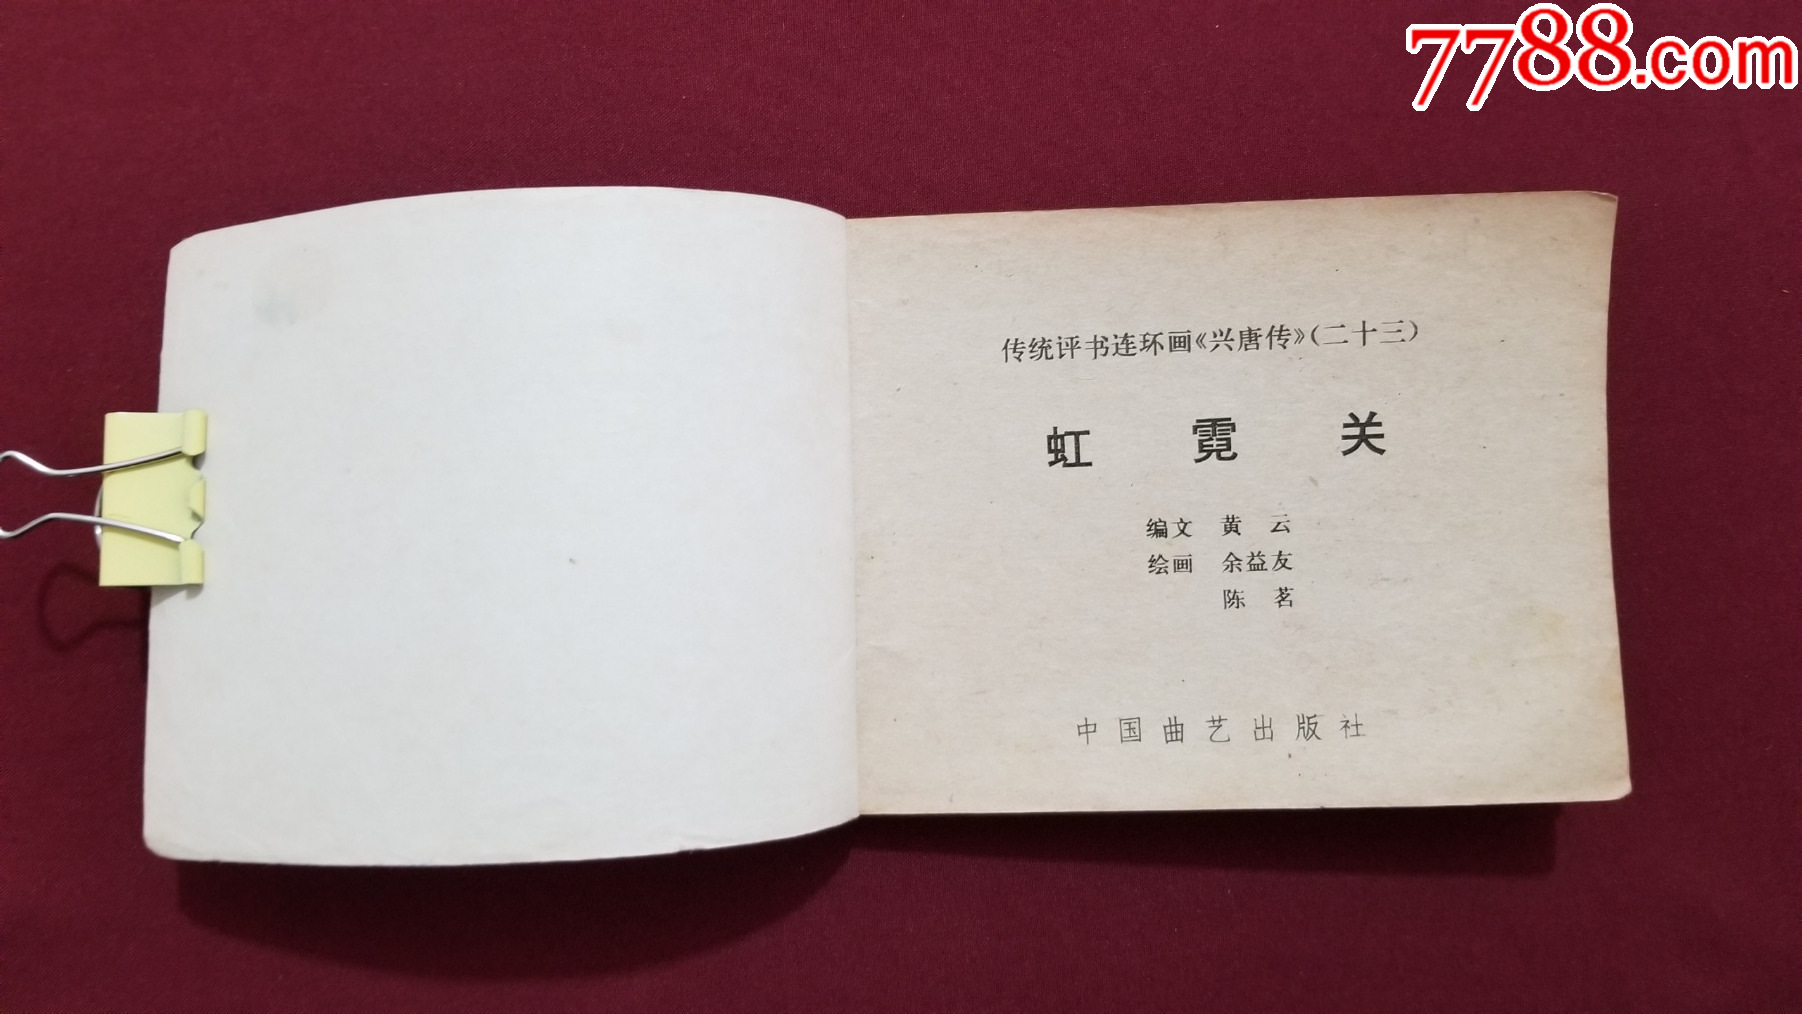 7788.com
传统评书连环画《兴唐传》(二十三)
虹霓关
编文 黄云
绘画 余益友
陈茗
中国曲艺出版社